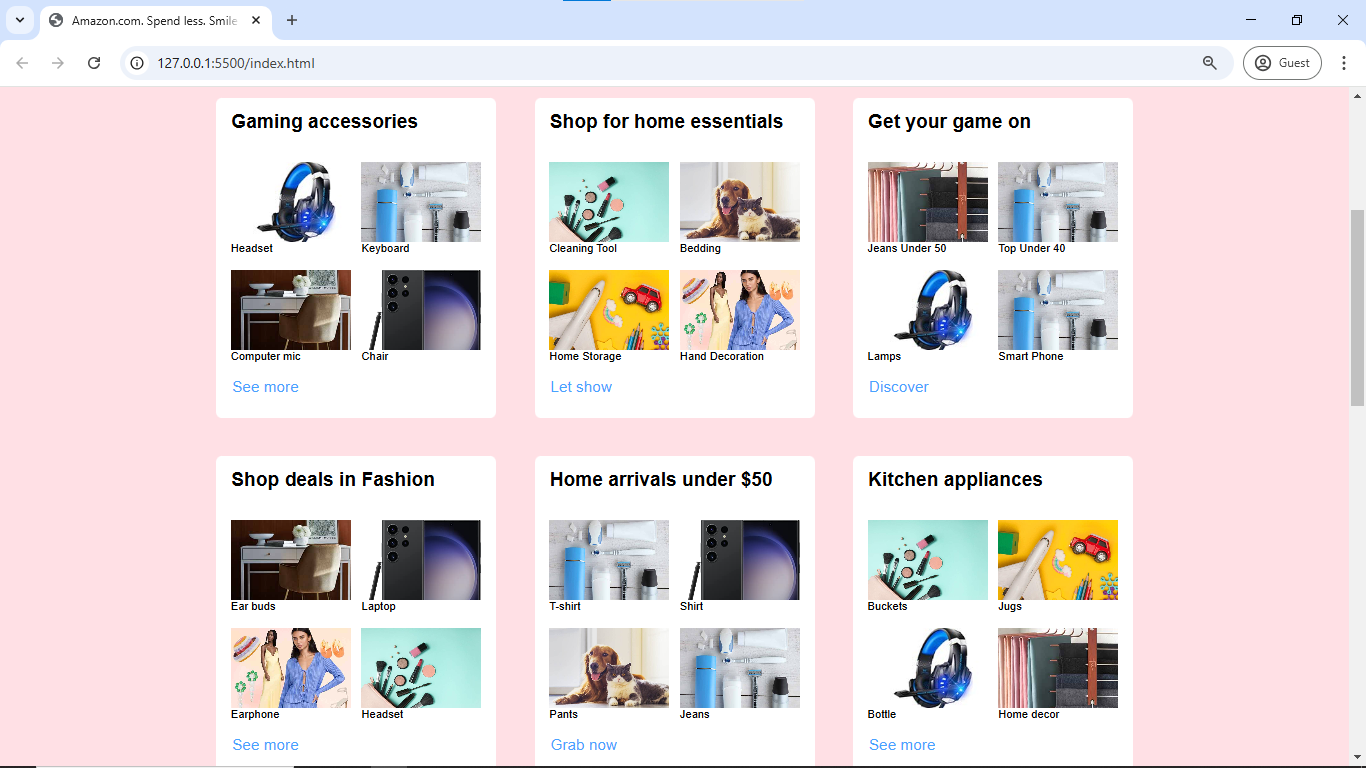 Amazon.com. Spend less. Smile
127.0.0.1:5500/index.html
Guest
Gaming accessories
Headset
Keyboard
Computer mic
Chair
See more
Shop for home essentials
Cleaning Tool
Bedding
Home Storage
Hand Decoration
Let show
Get your game on
Jeans Under 50
Top Under 40
Lamps
Smart Phone
Discover
Shop deals in Fashion
Ear buds
Laptop
Earphone
Headset
See more
Home arrivals under $50
T-shirt
Shirt
Pants
Jeans
Grab now
Kitchen appliances
Buckets
Jugs
Bottle
Home decor
See more